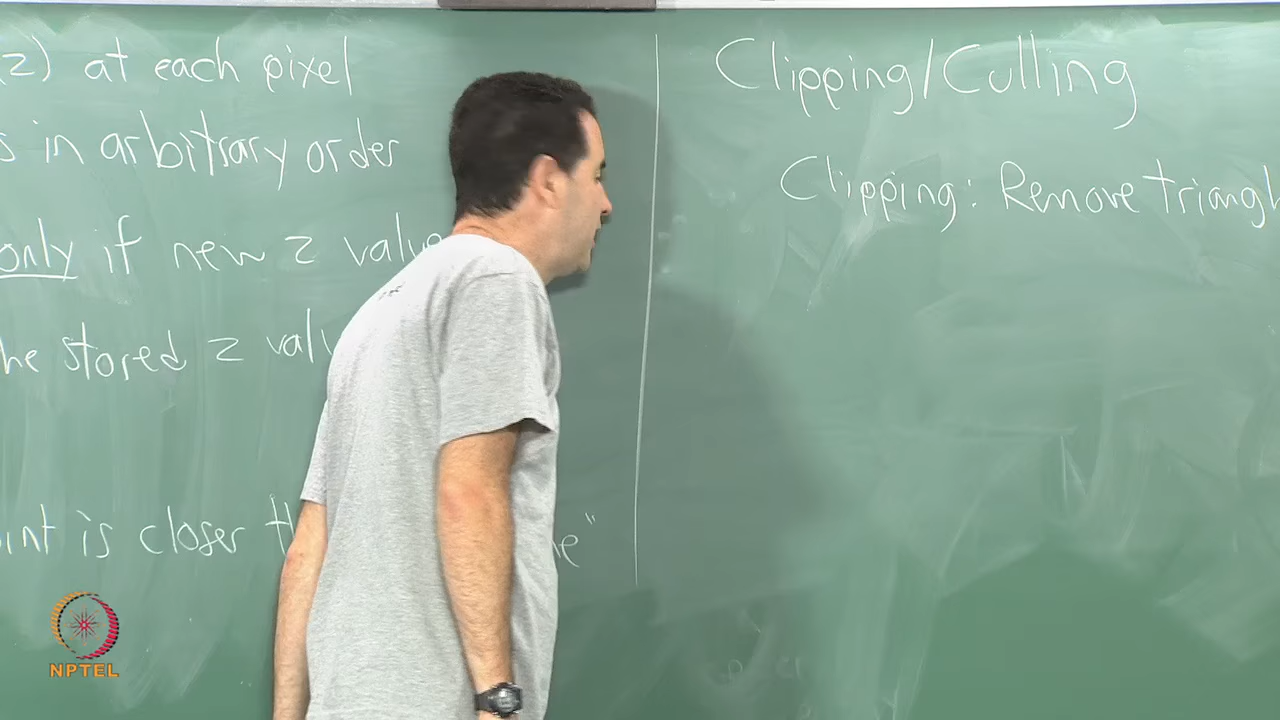 z) at each pixel
s in arbitrary order
only if new z value
he stored z val
int is closer th e"
Clipping/Culling
Clipping: Remove triangl
NPTEL